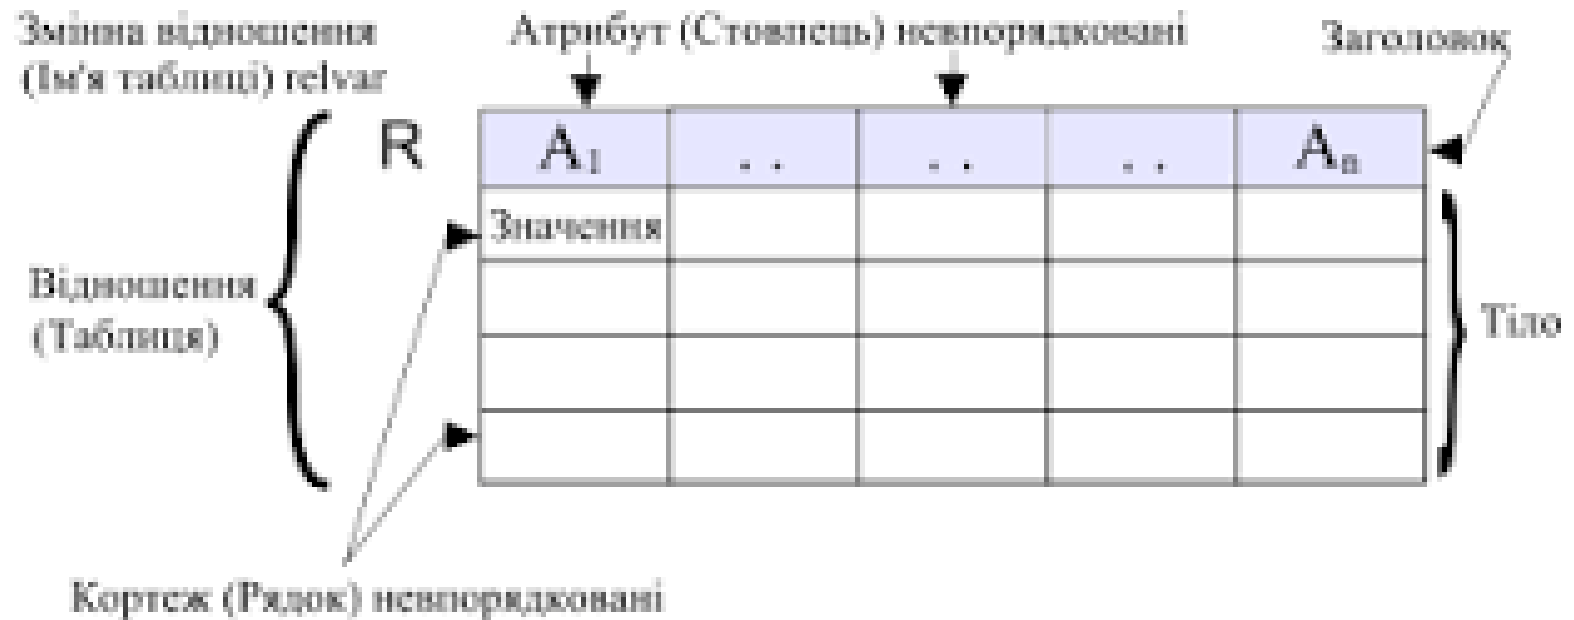 Змінна відношення
(Ім'я таблиці) relvar
Атрибут (Стовпець) невпорядковані
Заголовок
R
A1
. .
. .
. .
An
Значення
Відношення
(Таблиця)
Тіло
Кортеж (Рядок) невпорядковані